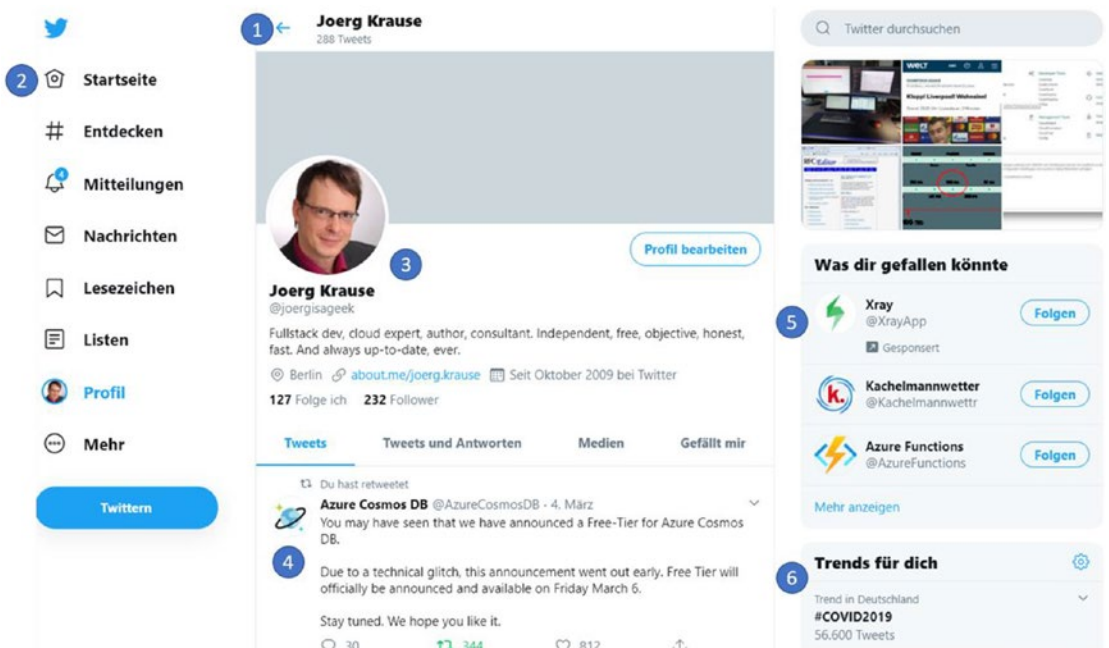 1
Joerg Krause
288 Tweets
2
Startseite
Entdecken
4
Mitteilungen
Nachrichten
Lesezeichen
Listen
Profil
Mehr
Twittern
3
Profil bearbeiten
Joerg Krause
@joergisageek
Fullstack dev, cloud expert, author, consultant. Independent, free, objective, honest,
fast. And always up-to-date, ever.
Berlin about.me/joerg.krause Seit Oktober 2009 bei Twitter
127 Folge ich 232 Follower
Tweets Tweets und Antworten Medien Gefällt mir
Du hast retweetet
Azure Cosmos DB @AzureCosmosDB - 4. März
You may have seen that we have announced a Free-Tier for Azure Cosmos
DB.
4
Due to a technical glitch, this announcement went out early. Free Tier will
officially be announced and available on Friday March 6.
Stay tuned. We hope you like it.
30 344 812
Twitter durchsuchen
WELT
Was dir gefallen könnte
5
Xray
@XrayApp
Folgen
Gesponsert
k.
Kachelmannwetter
@Kachelmannwettr
Folgen
Azure Functions
@AzureFunctions
Folgen
Mehr anzeigen
6
Trends für dich
Trend in Deutschland
#COVID2019
56.600 Tweets